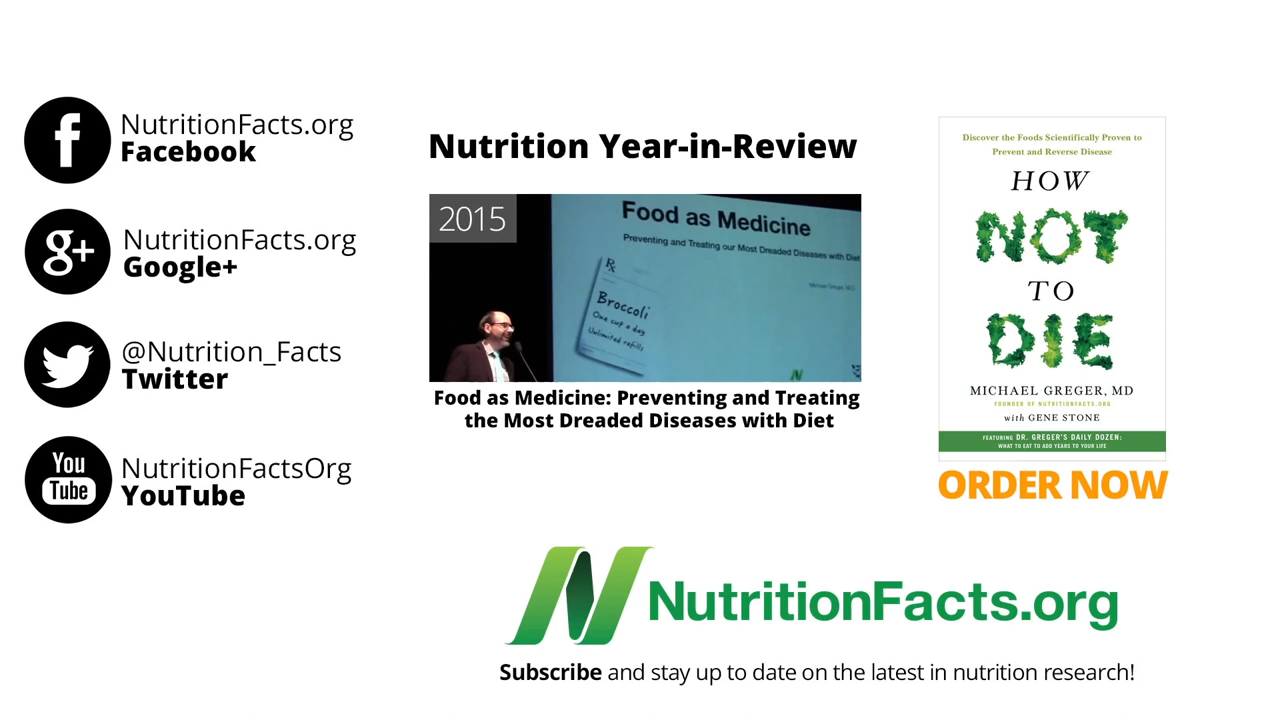 NutritionFacts.org
Facebook
g+
NutritionFacts.org
Google+
@Nutrition_Facts
Twitter
You
Tube
NutritionFactsOrg
YouTube
Nutrition Year-in-Review
2015
Food as Medicine
Preventing and Treating our Most Dreaded Diseases with Diet
Broccoli
One cup a day
Unlimited refills
Food as Medicine: Preventing and Treating
the Most Dreaded Diseases with Diet
Discover the Foods Scientifically Proven to
Prevent and Reverse Disease
HOW
NOT
TO
DIE
MICHAEL GREGER, MD
FOUNDER OF NUTRITIONFACTS.ORG
with GENE STONE
FEATURING DR. GREGER'S DAILY DOZEN:
WHAT TO EAT TO ADD YEARS TO YOUR LIFE
ORDER NOW
NutritionFacts.org
Subscribe and stay up to date on the latest in nutrition research!